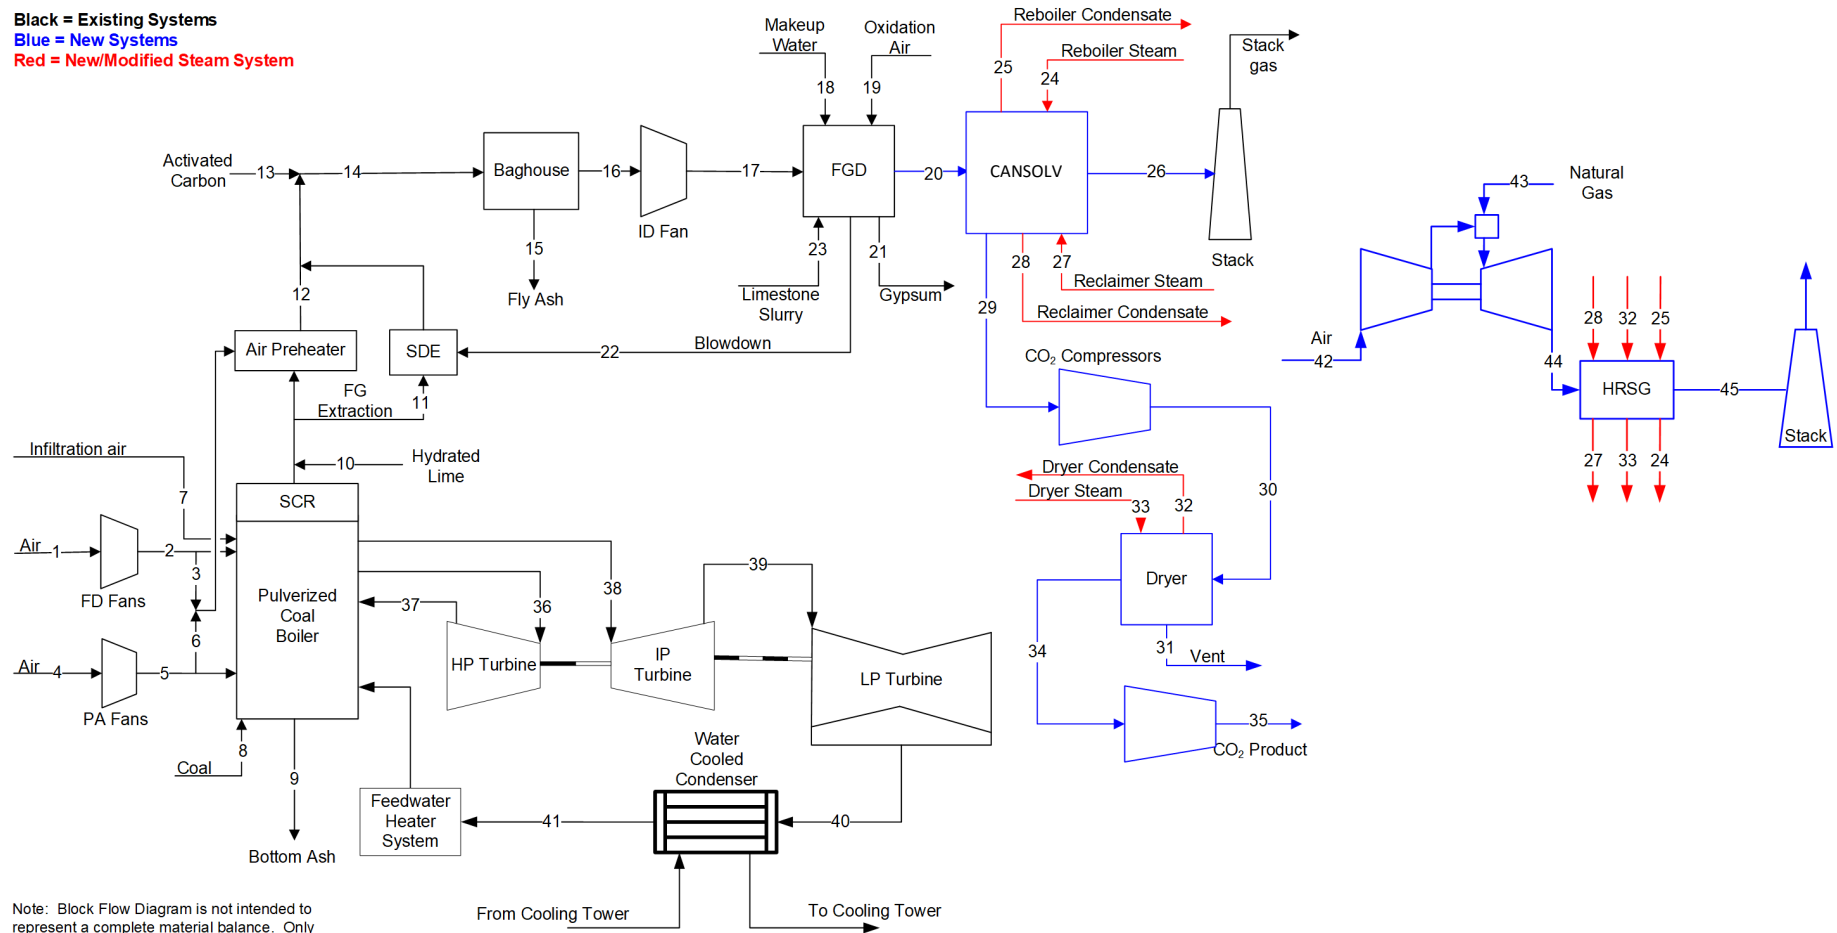 Black = Existing Systems
Blue = New Systems
Red = New/Modified Steam System
Makeup
Water
Oxidation
Air
18
19
Reboiler Condensate
Reboiler Steam
25
24
Stack
gas
Activated
Carbon
13
14
Baghouse
16
ID Fan
17
FGD
20
CANSOLV
26
Stack
15
Fly Ash
23
Limestone
Slurry
21
Gypsum
28
27
Reclaimer Steam
Reclaimer Condensate
29
12
Air Preheater
SDE
22
Blowdown
FG
Extraction
11
10
Hydrated
Lime
Infiltration air
7
SCR
Air
1
2
3
FD Fans
6
Air
4
5
PA Fans
Pulverized
Coal
Boiler
8
Coal
9
Bottom Ash
37
36
38
39
HP Turbine
IP
Turbine
LP Turbine
Water
Cooled
Condenser
40
41
Feedwater
Heater
System
From Cooling Tower
To Cooling Tower
CO₂ Compressors
30
Dryer Condensate
Dryer Steam
33
32
Dryer
31
Vent
34
35
CO₂ Product
43
Natural
Gas
Air
42
44
28
32
25
HRSG
45
27
33
24
Stack
Note: Block Flow Diagram is not intended to
represent a complete material balance. Only